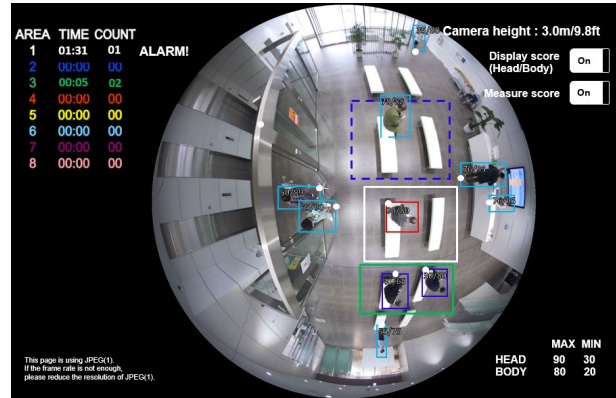 AREA TIME COUNT
1 01:31 01 ALARM!
2 00:00 00
3 00:05 02
4 00:00 00
5 00:00 00
6 00:00 00
7 00:00 00
8 00:00 00
Camera height : 3.0m/9.8ft
Display score
(Head/Body)
On
Measure score
On
This page is using JPEG(1).
If the frame rate is not enough,
please reduce the resolution of JPEG(1).
MAX MIN
HEAD 90 30
BODY 80 20